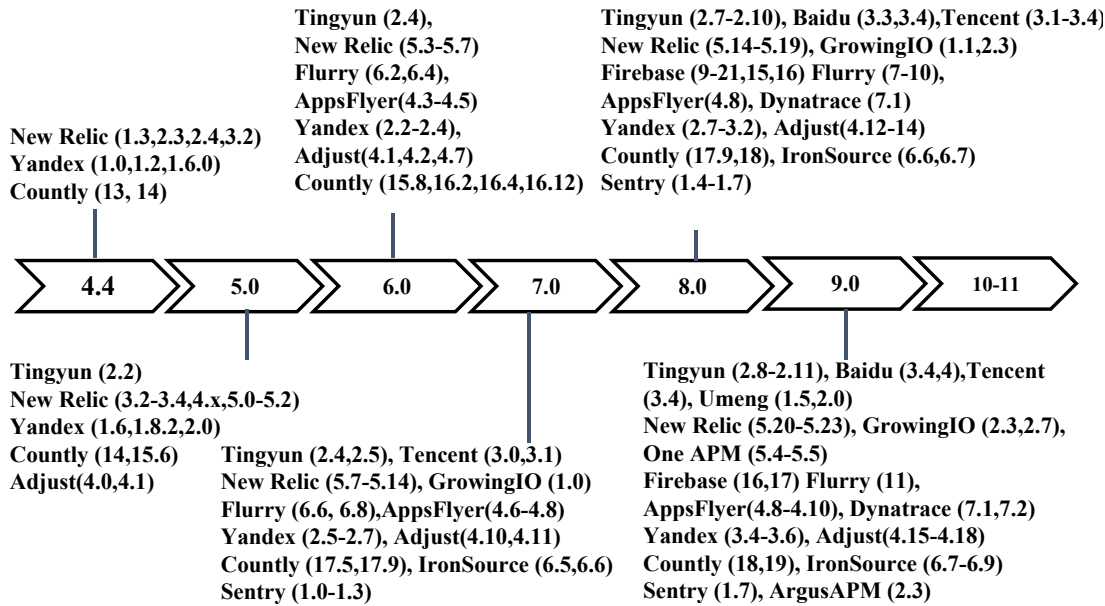 New Relic (1.3,2.3,2.4,3.2)
Yandex (1.0,1.2,1.6.0)
Countly (13, 14)
Tingyun (2.4),
New Relic (5.3-5.7)
Flurry (6.2,6.4),
AppsFlyer(4.3-4.5)
Yandex (2.2-2.4),
Adjust(4.1,4.2,4.7)
Countly (15.8,16.2,16.4,16.12)
Tingyun (2.7-2.10), Baidu (3.3,3.4),Tencent (3.1-3.4)
New Relic (5.14-5.19), GrowingIO (1.1,2.3)
Firebase (9-21,15,16) Flurry (7-10),
AppsFlyer(4.8), Dynatrace (7.1)
Yandex (2.7-3.2), Adjust(4.12-14)
Countly (17.9,18), IronSource (6.6,6.7)
Sentry (1.4-1.7)
4.4 5.0 6.0 7.0 8.0 9.0 10-11
Tingyun (2.2)
New Relic (3.2-3.4,4.x,5.0-5.2)
Yandex (1.6,1.8.2,2.0)
Countly (14,15.6)
Adjust(4.0,4.1)
Tingyun (2.4,2.5), Tencent (3.0,3.1)
New Relic (5.7-5.14), GrowingIO (1.0)
Flurry (6.6, 6.8),AppsFlyer(4.6-4.8)
Yandex (2.5-2.7), Adjust(4.10,4.11)
Countly (17.5,17.9), IronSource (6.5,6.6)
Sentry (1.0-1.3)
Tingyun (2.8-2.11), Baidu (3.4,4),Tencent
(3.4), Umeng (1.5,2.0)
New Relic (5.20-5.23), GrowingIO (2.3,2.7),
One APM (5.4-5.5)
Firebase (16,17) Flurry (11),
AppsFlyer(4.8-4.10), Dynatrace (7.1,7.2)
Yandex (3.4-3.6), Adjust(4.15-4.18)
Countly (18,19), IronSource (6.7-6.9)
Sentry (1.7), ArgusAPM (2.3)